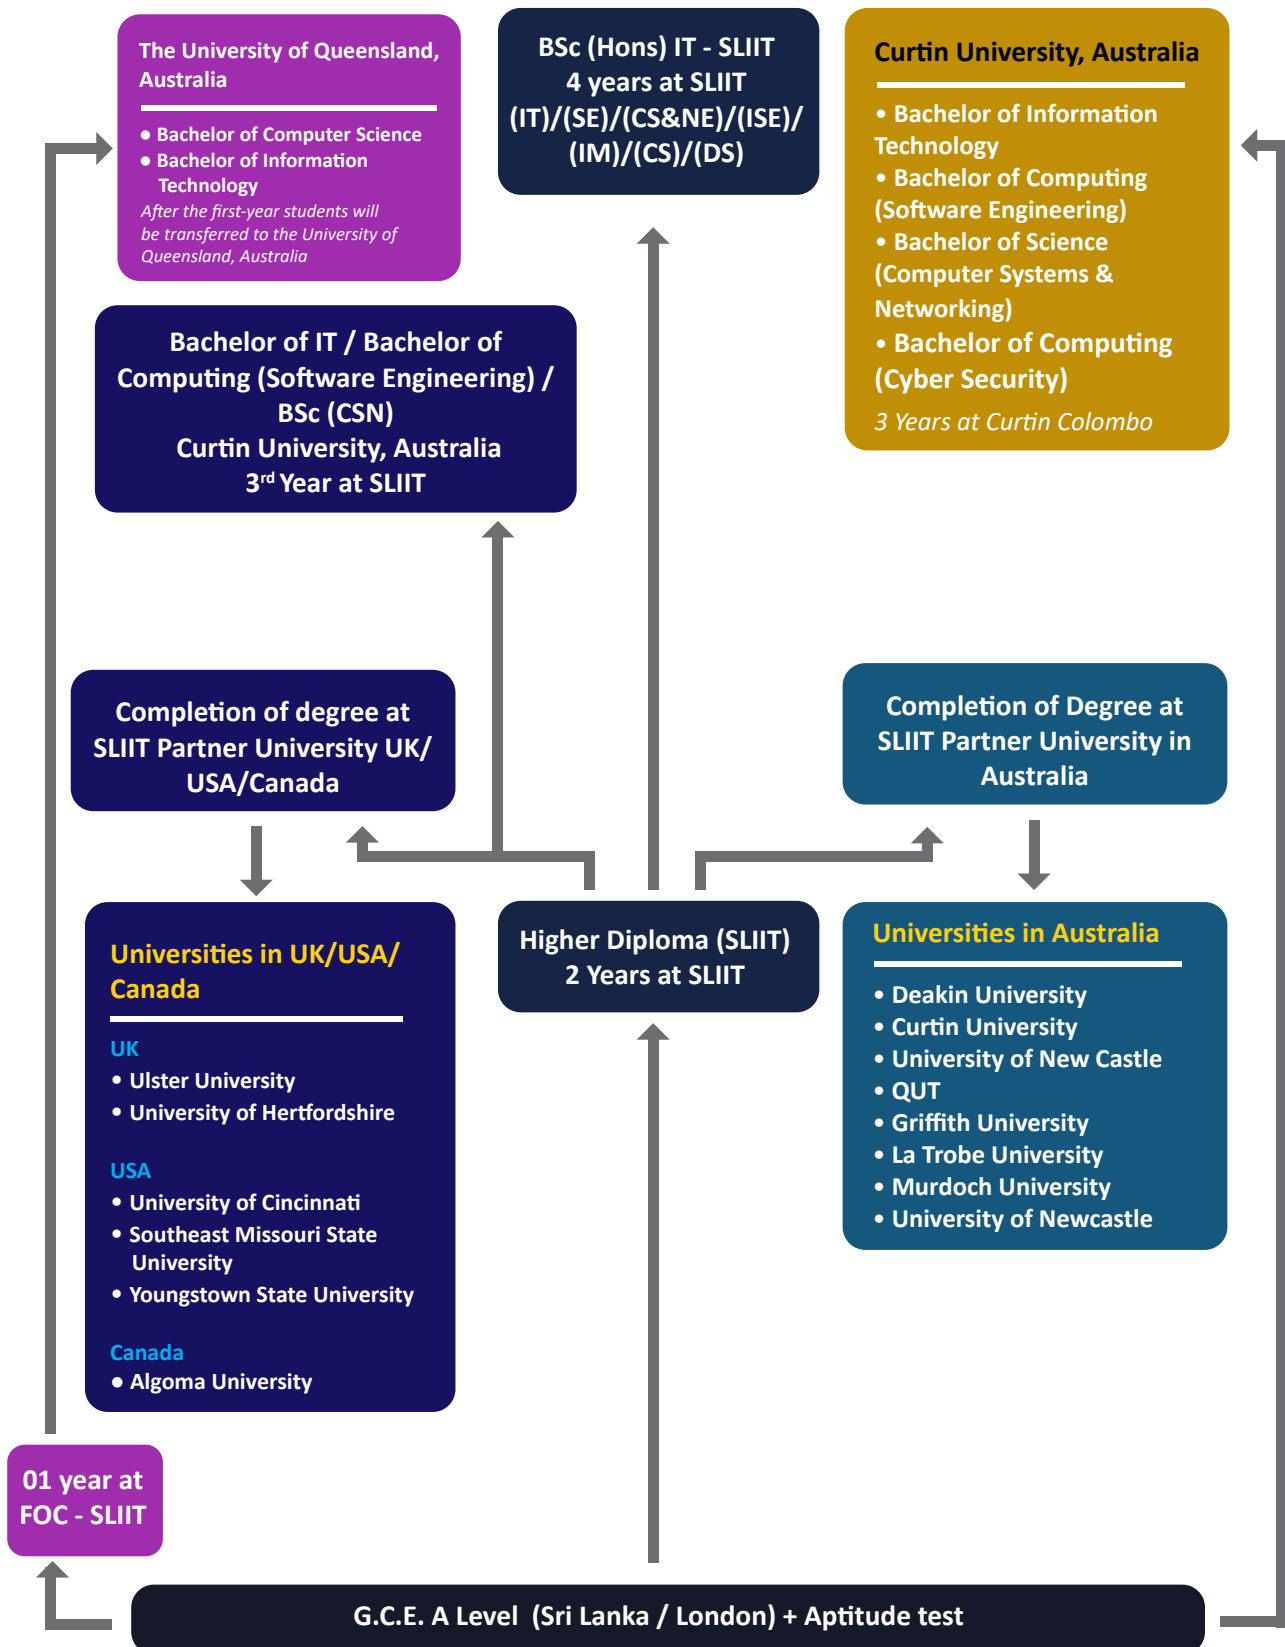 The University of Queensland,
Australia
● Bachelor of Computer Science
● Bachelor of Information
Technology
After the first-year students will
be transferred to the University of
Queensland, Australia
BSc (Hons) IT - SLIIT
4 years at SLIIT
(IT)/(SE)/(CS&NE)/(ISE)/
(IM)/(CS)/(DS)
Curtin University, Australia
• Bachelor of Information
Technology
• Bachelor of Computing
(Software Engineering)
• Bachelor of Science
(Computer Systems &
Networking)
• Bachelor of Computing
(Cyber Security)
3 Years at Curtin Colombo
Bachelor of IT / Bachelor of
Computing (Software Engineering) /
BSc (CSN)
Curtin University, Australia
3rd Year at SLIIT
Completion of degree at
SLIIT Partner University UK/
USA/Canada
Completion of Degree at
SLIIT Partner University in
Australia
Universities in UK/USA/
Canada
UK
• Ulster University
• University of Hertfordshire
USA
• University of Cincinnati
• Southeast Missouri State
University
• Youngstown State University
Canada
● Algoma University
Higher Diploma (SLIIT)
2 Years at SLIIT
Universities in Australia
• Deakin University
• Curtin University
• University of New Castle
• QUT
• Griffith University
• La Trobe University
• Murdoch University
• University of Newcastle
01 year at
FOC - SLIIT
G.C.E. A Level (Sri Lanka / London) + Aptitude test